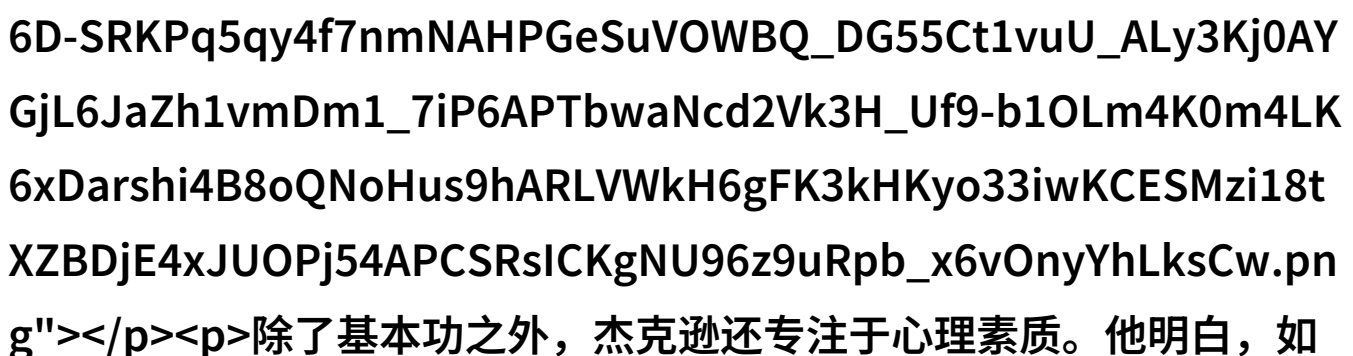 6D-SRKPq5qy4f7nmNAHPGeSuVOWBQ_DG55Ct1vuU_ALy3Kj0AY
GjL6JaZh1vmDm1_7iP6APTbwaNcd2Vk3H_Uf9-b1OLm4K0m4LK
6xDarshi4B8oQNoHus9hARLVWkH6gFK3kHKyo33iwKCESMzi18t
XZBDjE4xJUOPj54APCSRsICKgNU96z9uRpb_x6vOnyYhLksCw.pn
g"></p><p>除了基本功之外，杰克逊还专注于心理素质。他明白，如